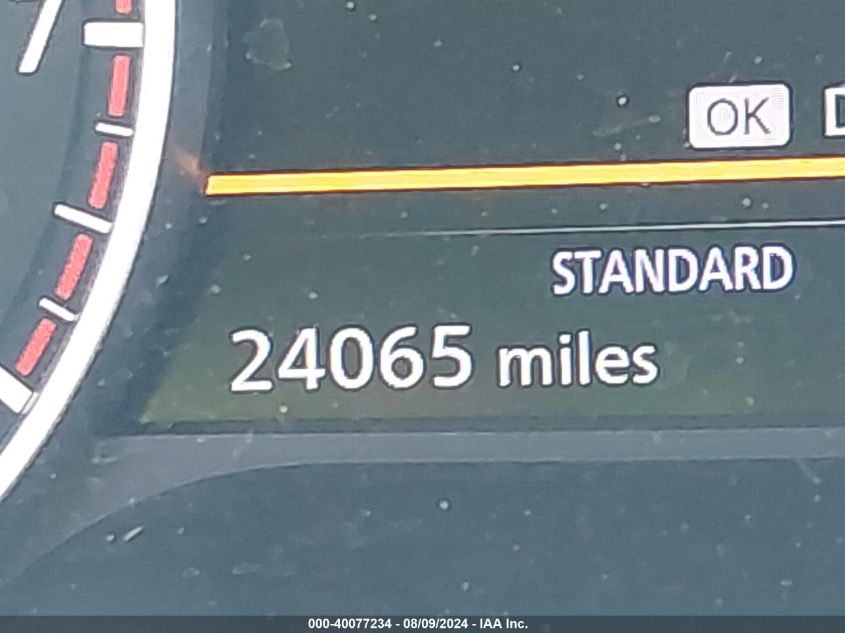 OK
STANDARD
24065 miles
000-40077234 - 08/09/2024 - IAA Inc.